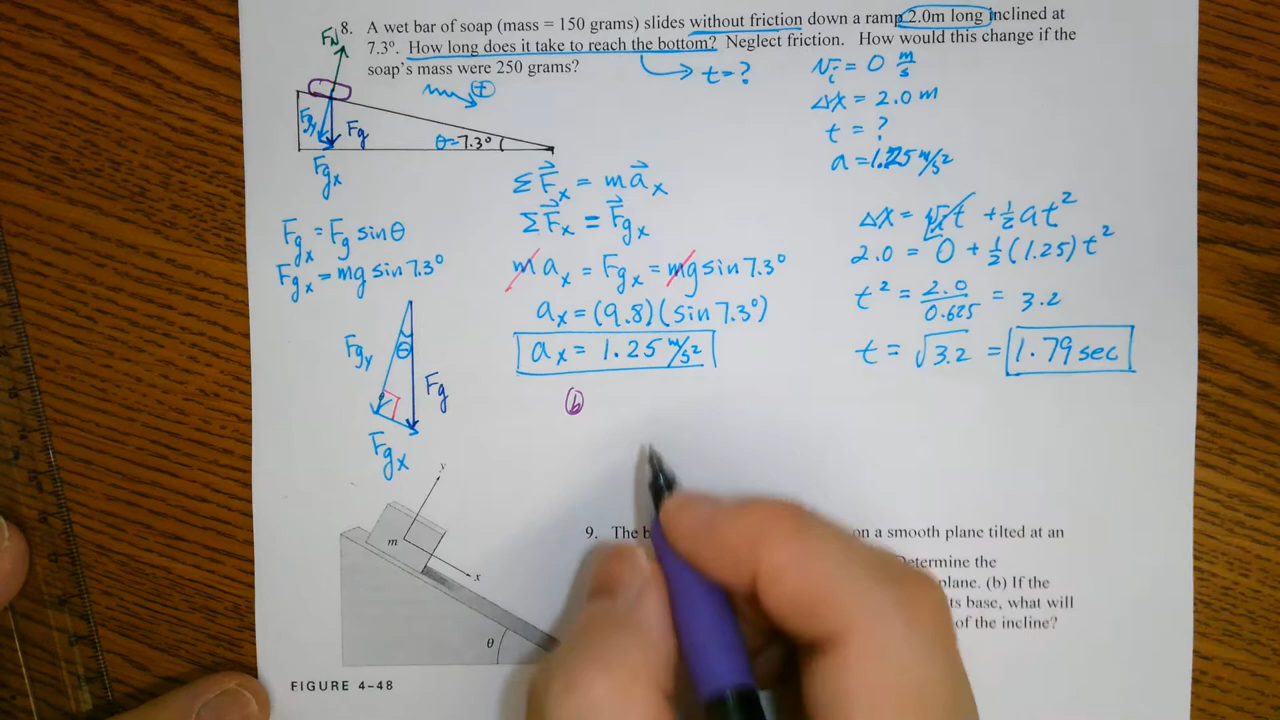 8. A wet bar of soap (mass = 150 grams) slides without friction down a ramp 2.0m long inclined at
7.3°. How long does it take to reach the bottom? Neglect friction. How would this change if the
soap's mass were 250 grams?
→ t = ?
FN
+
Fgy
Fg
θ=7.3°
Fgx
Fgx = Fg sinθ
Fgx = mg sin 7.3°
Fgy
θ
Fg
Fgx
ΣFx = max
ΣFx = Fgx
max = Fgx = mg sin 7.3°
ax = (9.8)(sin 7.3°)
ax = 1.25 m/s²
b
vi = 0 m/s
Δx = 2.0 m
t = ?
a = 1.25 m/s²
Δx = vit + ½ at²
2.0 = 0 + ½ (1.25) t²
t² = 2.0/0.625 = 3.2
t = √3.2 = 1.79 sec
y
m
x
θ
FIGURE 4-48
9. The on a smooth plane tilted at an
Determine the
plane. (b) If the
its base, what will
of the incline?